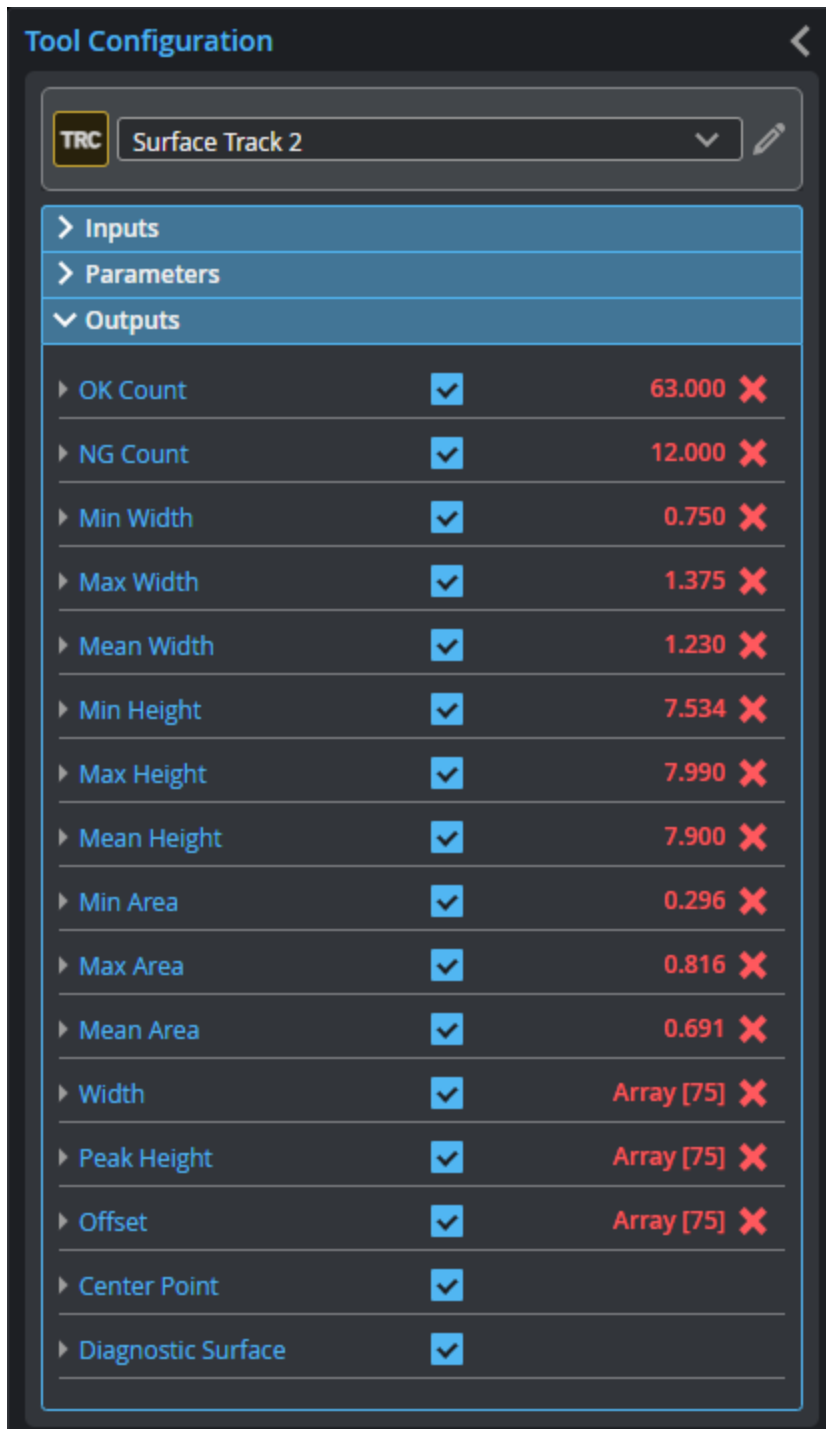 Tool Configuration
TRC Surface Track 2
Inputs
Parameters
Outputs
OK Count 63.000
NG Count 12.000
Min Width 0.750
Max Width 1.375
Mean Width 1.230
Min Height 7.534
Max Height 7.990
Mean Height 7.900
Min Area 0.296
Max Area 0.816
Mean Area 0.691
Width Array [75]
Peak Height Array [75]
Offset Array [75]
Center Point
Diagnostic Surface